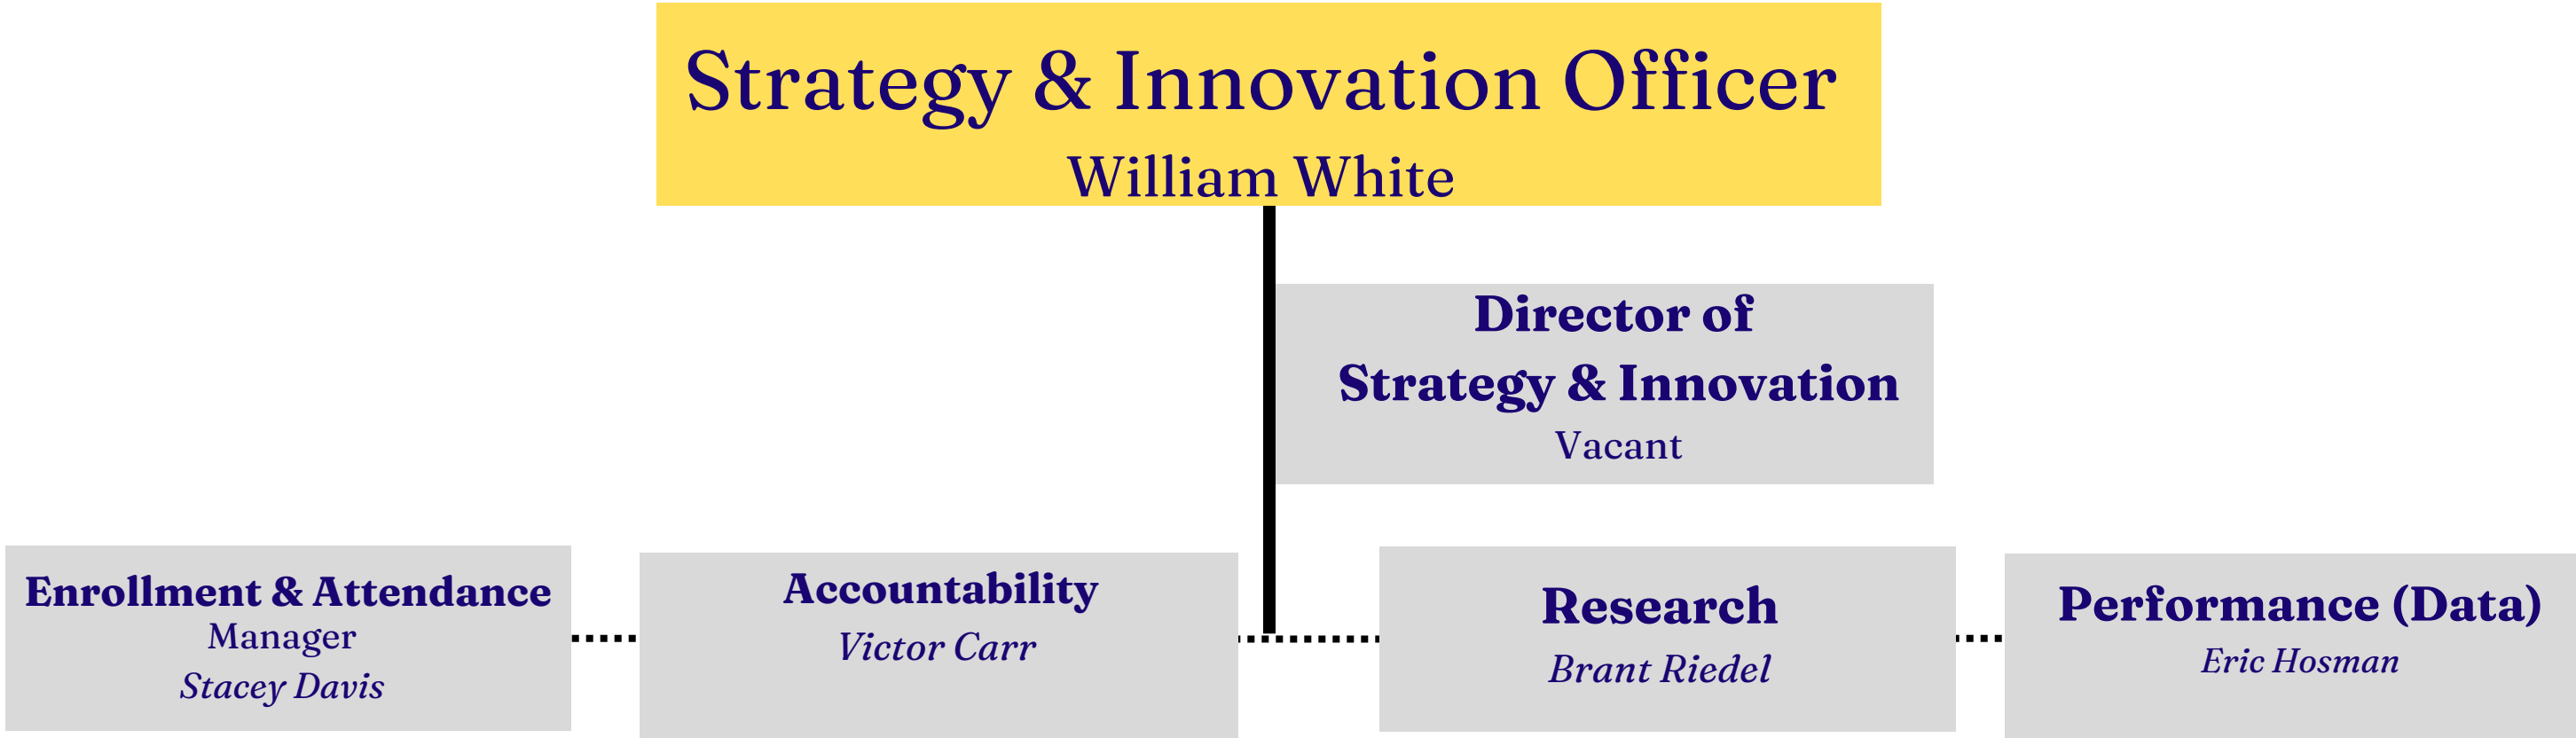 Strategy & Innovation Officer
William White
Director of
Strategy & Innovation
Vacant
Enrollment & Attendance
Manager
Stacey Davis
Accountability
Victor Carr
Research
Brant Riedel
Performance (Data)
Eric Hosman